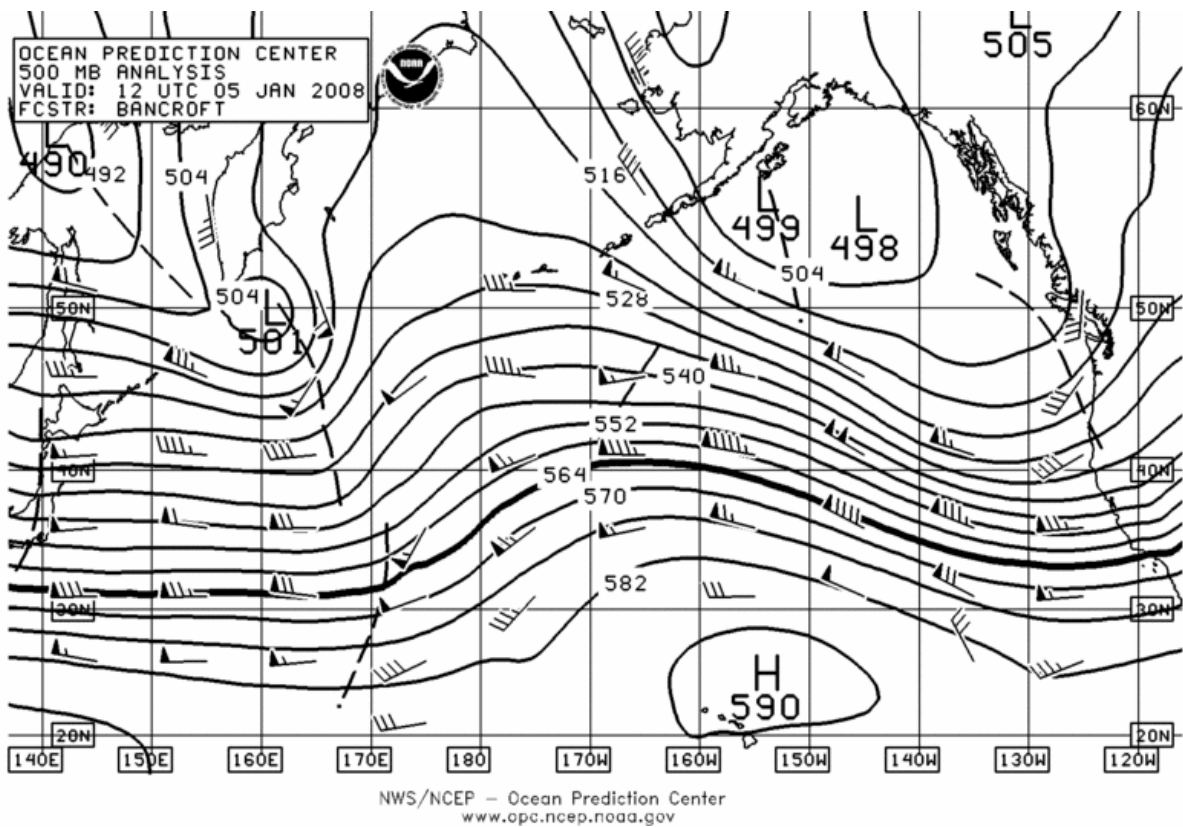 OCEAN PREDICTION CENTER
500 MB ANALYSIS
VALID: 12 UTC 05 JAN 2008
FCSTR: BANCROFT
NOAA
L
505
60N
60N
L
490
492
504
516
L
499
L
498
504
504
L
501
528
50N
50N
540
552
564
570
40N
40N
582
30N
30N
H
590
20N
20N
140E 150E 160E 170E 180 170W 160W 150W 140W 130W 120W
NWS/NCEP – Ocean Prediction Center
www.opc.ncep.noaa.gov